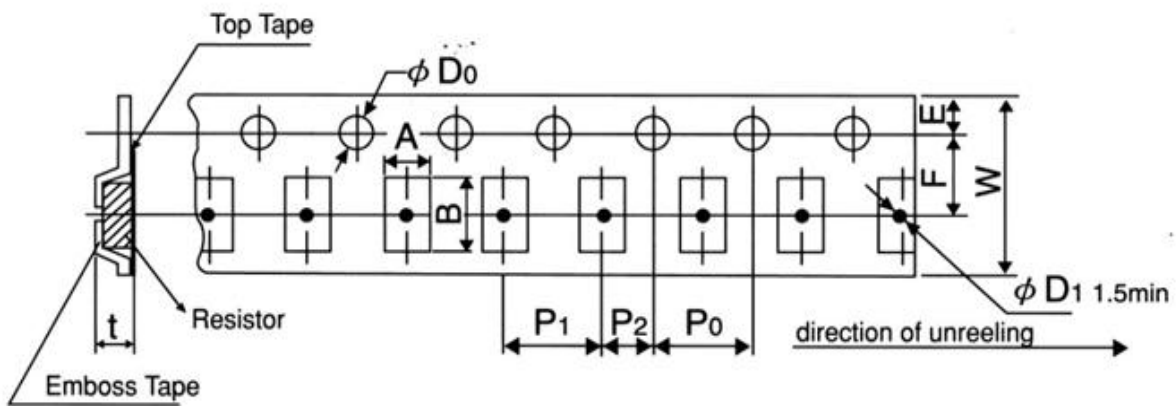 Top Tape
φ D0
A
E
F
W
B
φ D1 1.5min
P1
P2
P0
direction of unreeling
t
Resistor
Emboss Tape